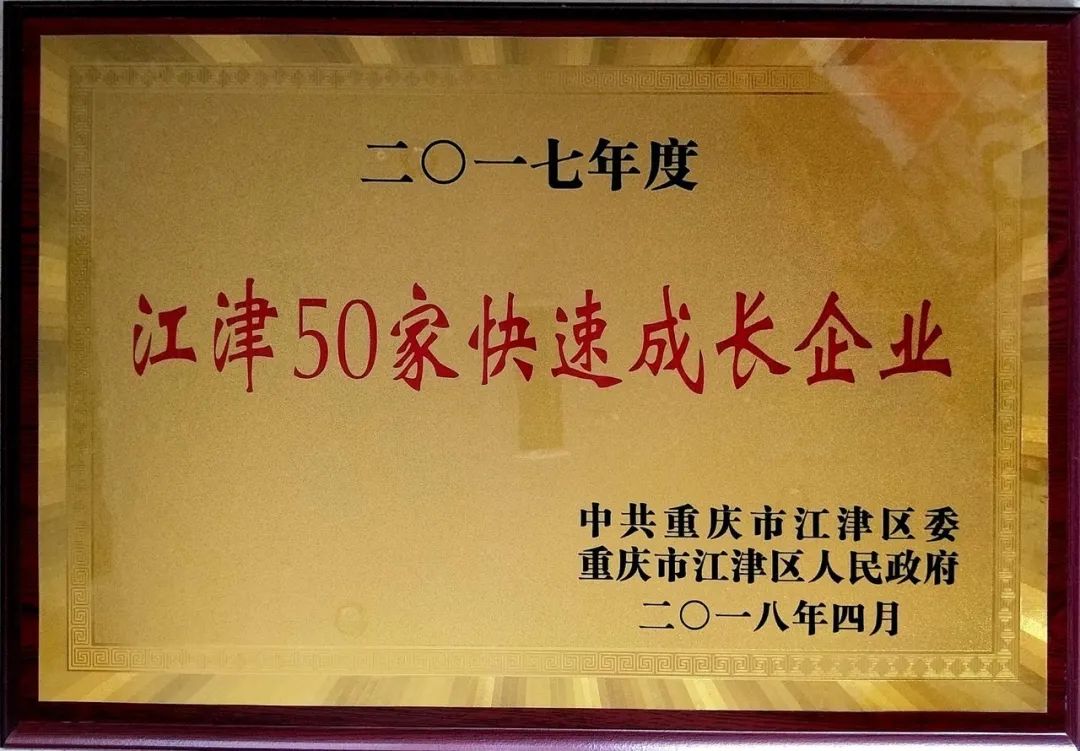 二〇一七年度
江津50家快速成长企业
中共重庆市江津区委
重庆市江津区人民政府
二〇一八年四月